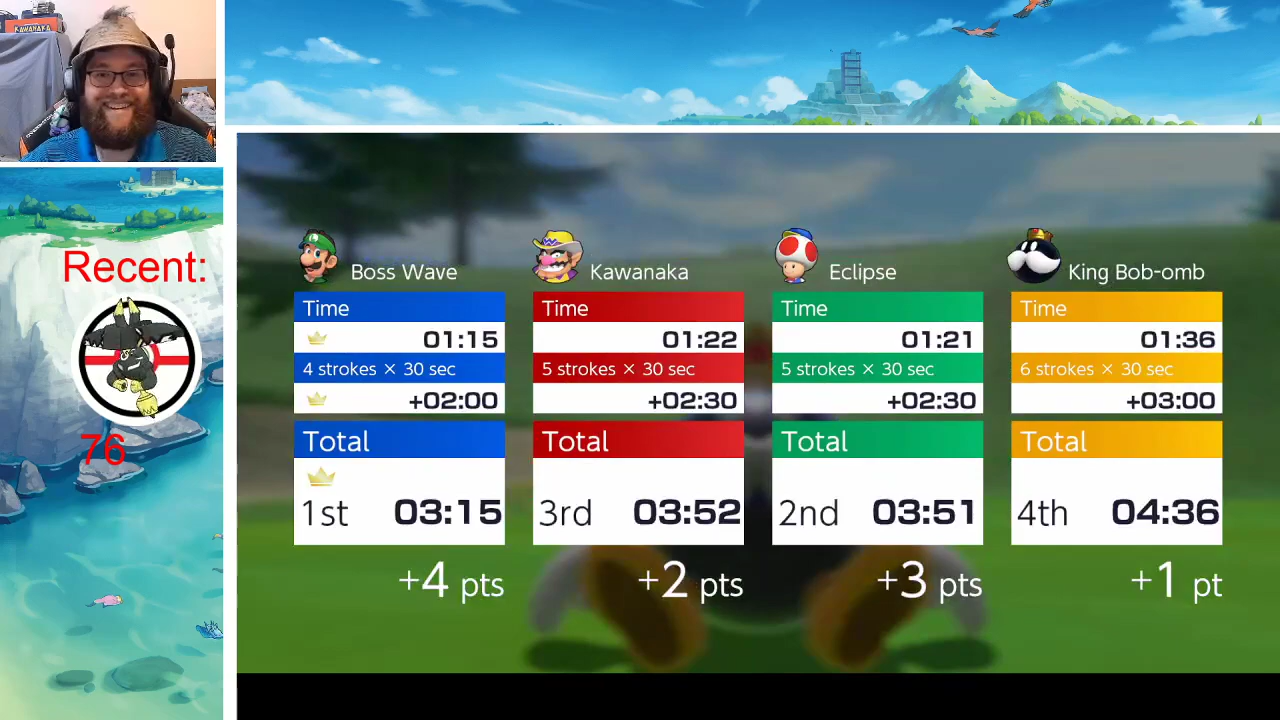 KAWANAKA
Recent:
76
Boss Wave
Time
01:15
4 strokes × 30 sec
+02:00
Total
1st 03:15
+4 pts
Kawanaka
Time
01:22
5 strokes × 30 sec
+02:30
Total
3rd 03:52
+2 pts
Eclipse
Time
01:21
5 strokes × 30 sec
+02:30
Total
2nd 03:51
+3 pts
King Bob-omb
Time
01:36
6 strokes × 30 sec
+03:00
Total
4th 04:36
+1 pt